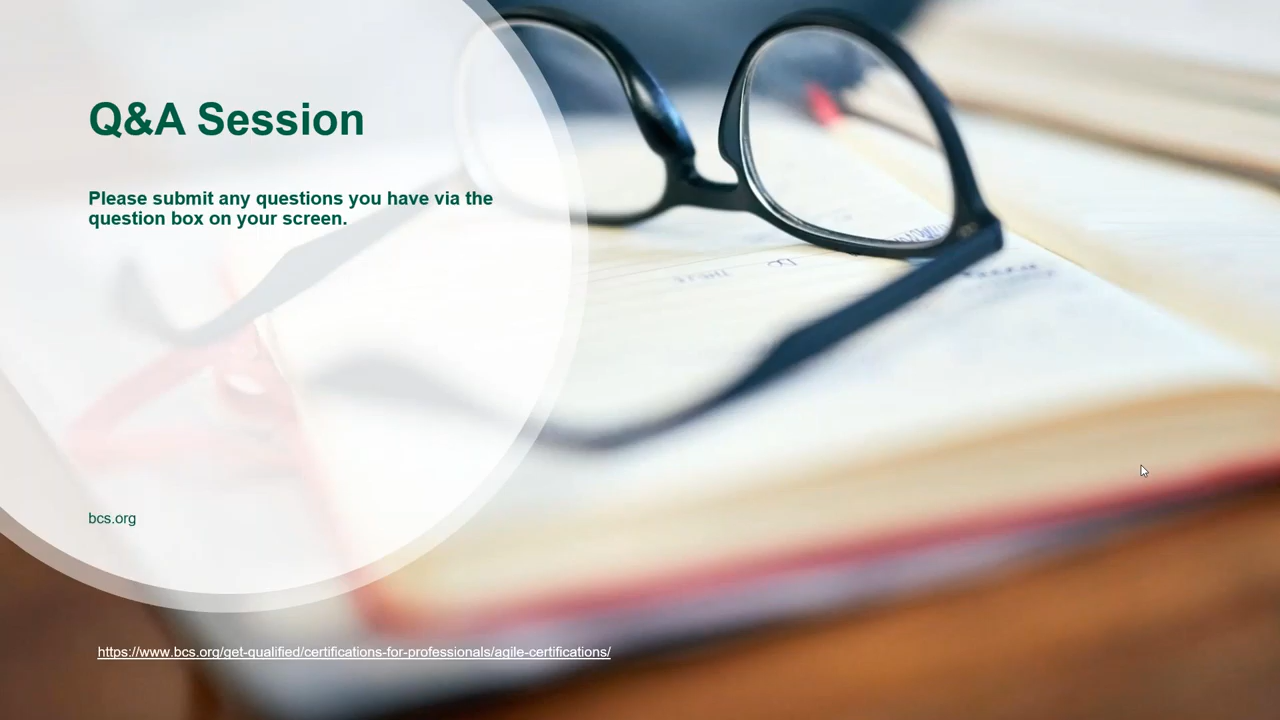 Q&A Session
Please submit any questions you have via the
question box on your screen.
bcs.org
https://www.bcs.org/get-qualified/certifications-for-professionals/agile-certifications/